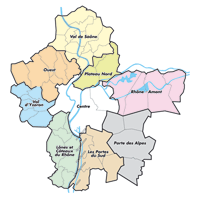 Val de Saône
Ouest
Plateau Nord
Rhône - Amont
Val
d'Yzeron
Centre
Lônes et
Coteaux
du Rhône
Les Portes
du Sud
Porte des Alpes